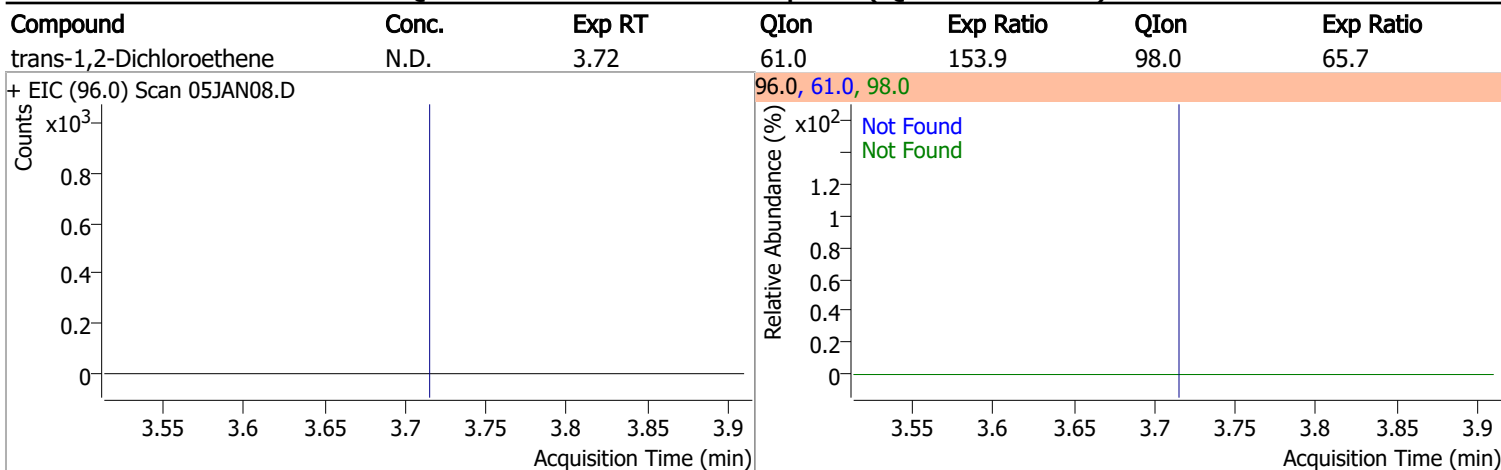 Compound Conc. Exp RT QIon Exp Ratio QIon Exp Ratio
trans-1,2-Dichloroethene N.D. 3.72 61.0 153.9 98.0 65.7
+ EIC (96.0) Scan 05JAN08.D
Counts
x10³
0.8
0.6
0.4
0.2
0
3.55 3.6 3.65 3.7 3.75 3.8 3.85 3.9
Acquisition Time (min)
96.0, 61.0, 98.0
Relative Abundance (%)
x10²
Not Found
Not Found
1.2
1
0.8
0.6
0.4
0.2
0
3.55 3.6 3.65 3.7 3.75 3.8 3.85 3.9
Acquisition Time (min)